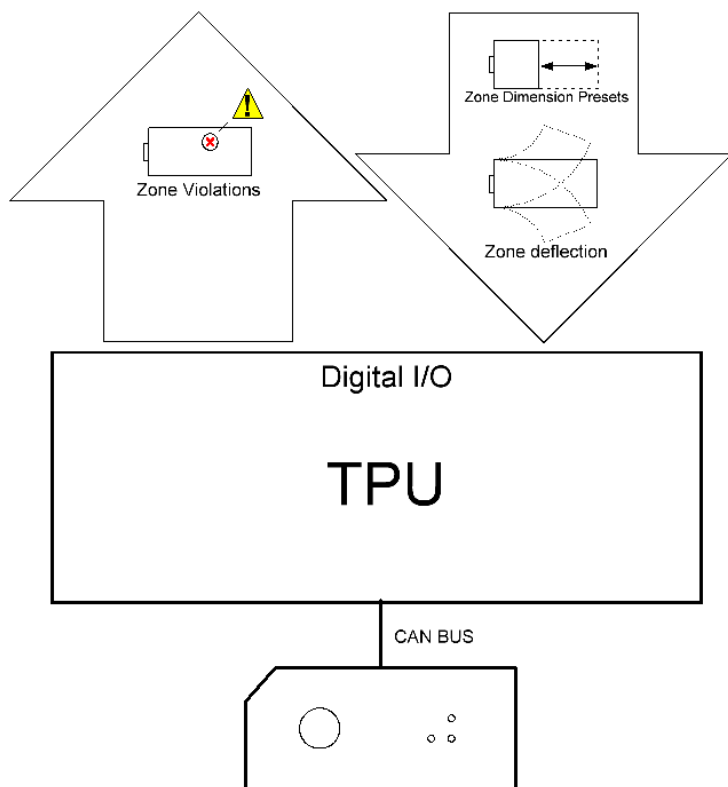 Zone Violations
Zone Dimension Presets
Zone deflection
Digital I/O
TPU
CAN BUS